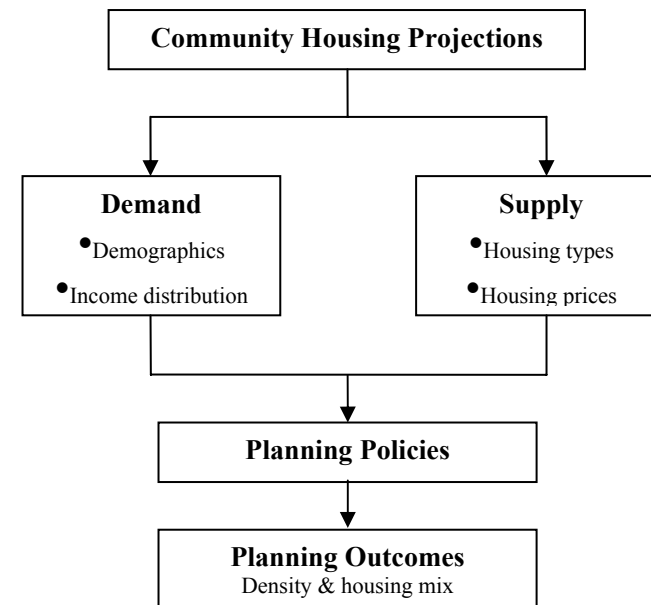 Community Housing Projections
Demand
•Demographics
•Income distribution
Supply
•Housing types
•Housing prices
Planning Policies
Planning Outcomes
Density & housing mix